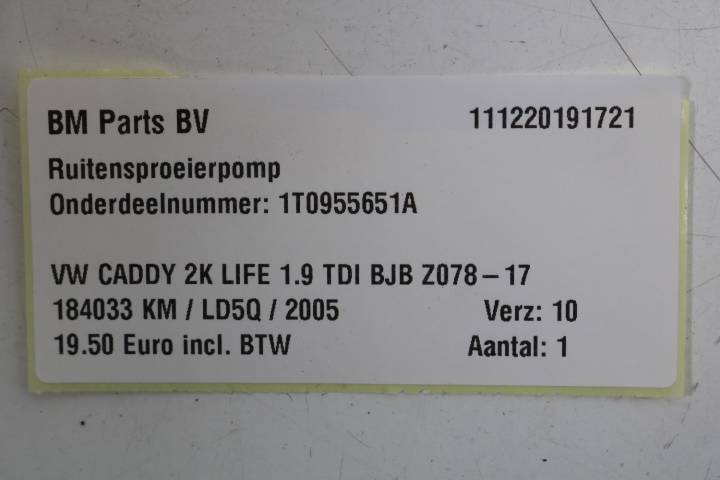 BM Parts BV 111220191721
Ruitensproeierpomp
Onderdeelnummer: 1T0955651A
VW CADDY 2K LIFE 1.9 TDI BJB Z078-17
184033 KM / LD5Q / 2005 Verz: 10
19.50 Euro incl. BTW Aantal: 1